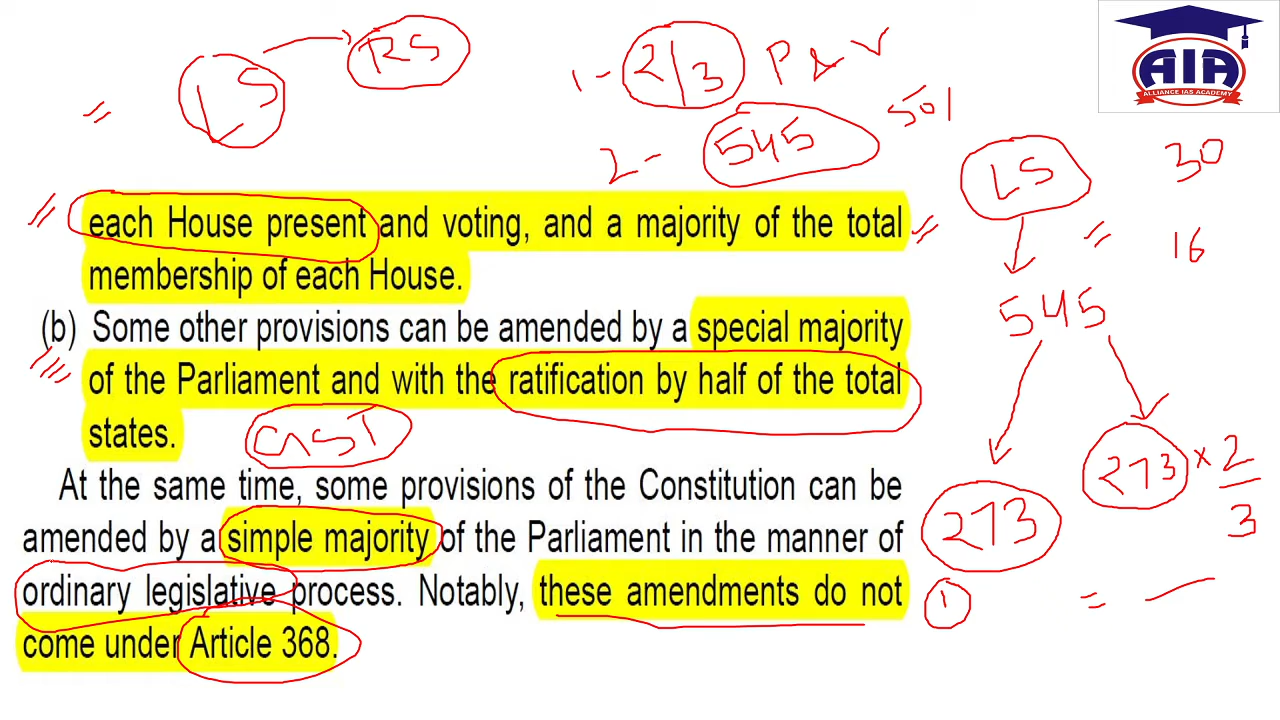 LS
RS
1- 2/3 P & V
2- 545
501
AIA
ALLIANCE IAS ACADEMY
LS
30
= 16
545
273
273 × 2/3
1
= —
each House present and voting, and a majority of the total
membership of each House.
(b) Some other provisions can be amended by a special majority
of the Parliament and with the ratification by half of the total
states.
GST
At the same time, some provisions of the Constitution can be
amended by a simple majority of the Parliament in the manner of
ordinary legislative process. Notably, these amendments do not
come under Article 368.